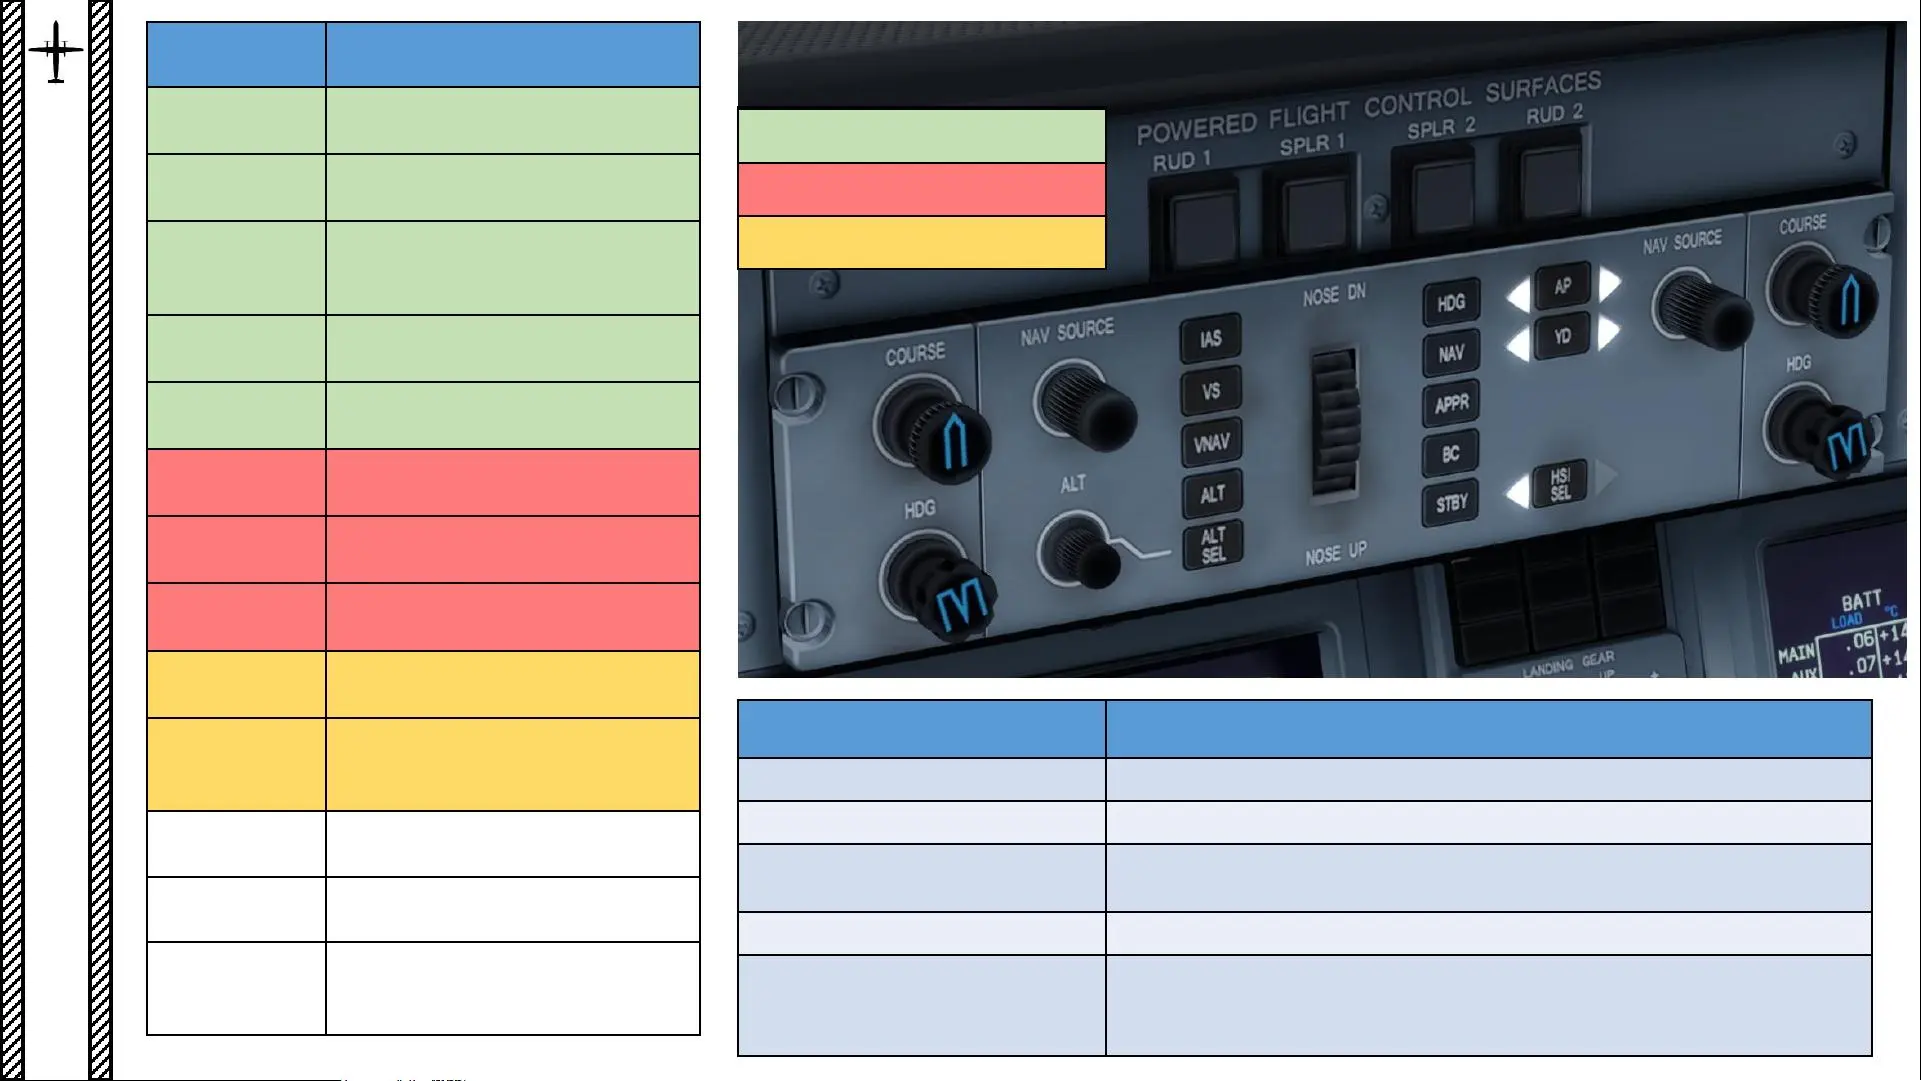 POWERED FLIGHT CONTROL SURFACES
RUD 1
SPLR 1
SPLR 2
RUD 2
COURSE
NAV SOURCE
IAS
NOSE DN
HDG
AP
NAV SOURCE
COURSE
VS
NAV
YD
VNAV
APPR
HDG
ALT
ALT
BC
HDG
ALT
SEL
STBY
HSI
SEL
NOSE UP
BATT
LOAD °C
MAIN .06 +14
AUX .07 +14
LANDING GEAR
UP